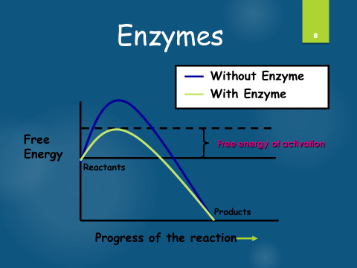 Enzymes
8
Without Enzyme
With Enzyme
Free
Energy
Free energy of activation
Reactants
Products
Progress of the reaction